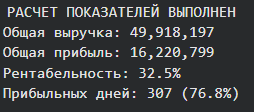 РАСЧЕТ ПОКАЗАТЕЛЕЙ ВЫПОЛНЕН
Общая выручка: 49,918,197
Общая прибыль: 16,220,799
Рентабельность: 32.5%
Прибыльных дней: 307 (76.8%)